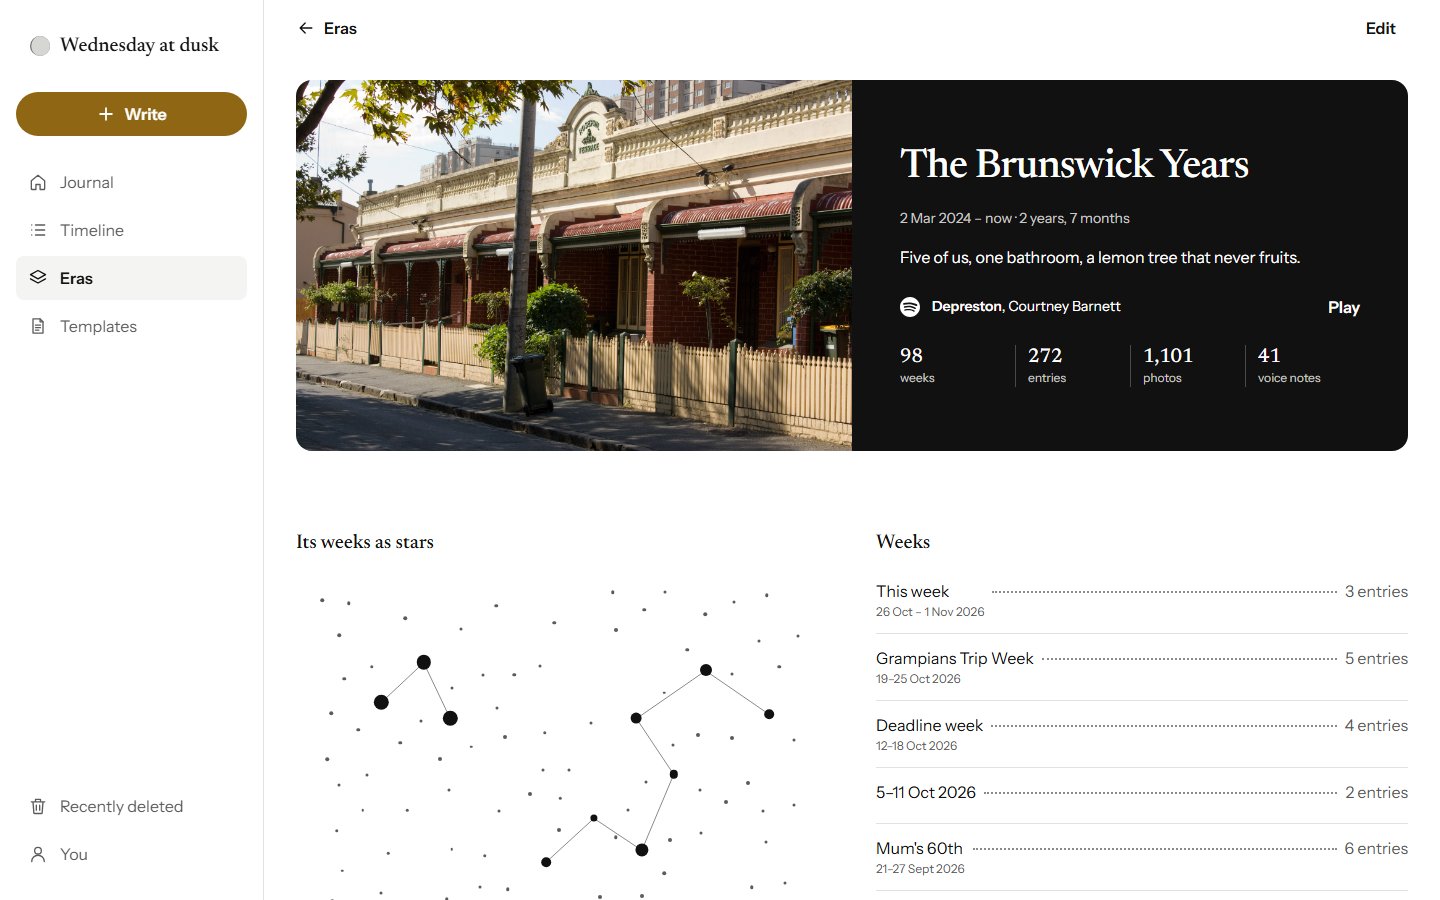 Wednesday at dusk
Write
Journal
Timeline
Eras
Templates
Recently deleted
You
Eras
Edit
The Brunswick Years
2 Mar 2024 – now · 2 years, 7 months
Five of us, one bathroom, a lemon tree that never fruits.
Depreston, Courtney Barnett
Play
98
weeks
272
entries
1,101
photos
41
voice notes
Its weeks as stars
Weeks
This week
3 entries
26 Oct – 1 Nov 2026
Grampians Trip Week
5 entries
19–25 Oct 2026
Deadline week
4 entries
12–18 Oct 2026
5–11 Oct 2026
2 entries
Mum's 60th
6 entries
21–27 Sept 2026